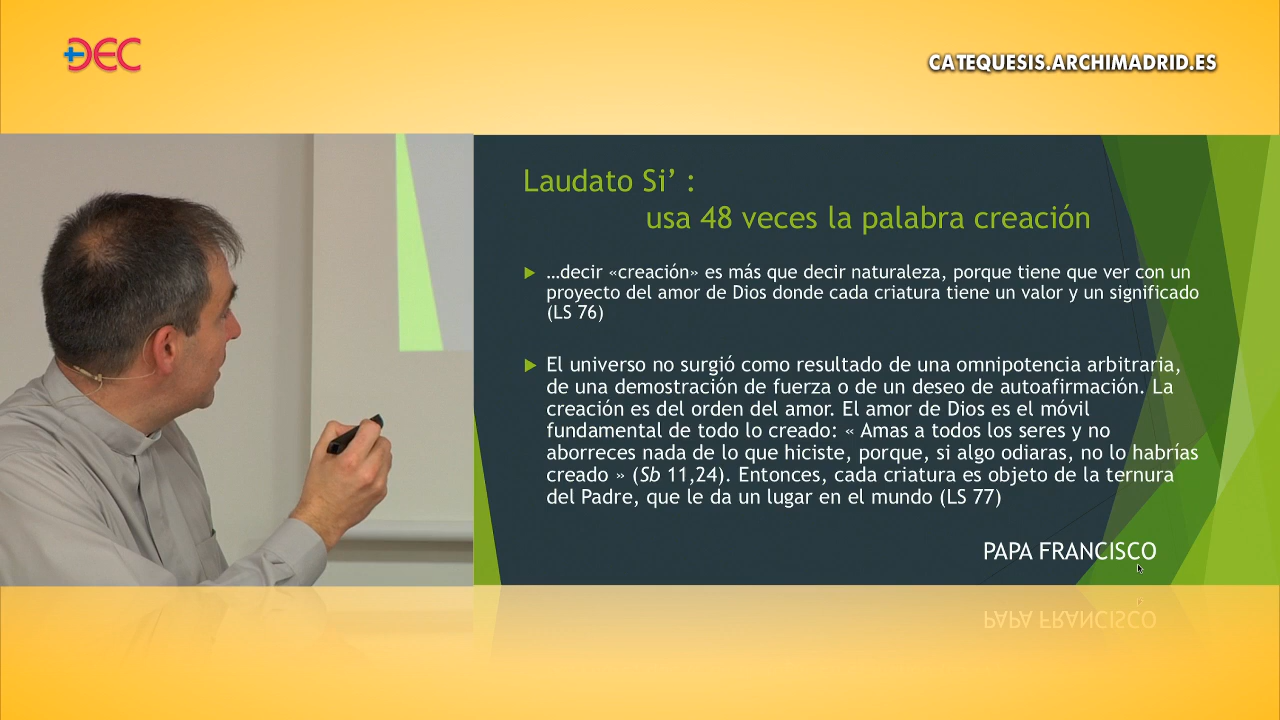 +DEC
CATEQUESIS.ARCHIMADRID.ES
Laudato Si’ :
usa 48 veces la palabra creación
…decir «creación» es más que decir naturaleza, porque tiene que ver con un
proyecto del amor de Dios donde cada criatura tiene un valor y un significado
(LS 76)
El universo no surgió como resultado de una omnipotencia arbitraria,
de una demostración de fuerza o de un deseo de autoafirmación. La
creación es del orden del amor. El amor de Dios es el móvil
fundamental de todo lo creado: « Amas a todos los seres y no
aborreces nada de lo que hiciste, porque, si algo odiaras, no lo habrías
creado » (Sb 11,24). Entonces, cada criatura es objeto de la ternura
del Padre, que le da un lugar en el mundo (LS 77)
PAPA FRANCISCO